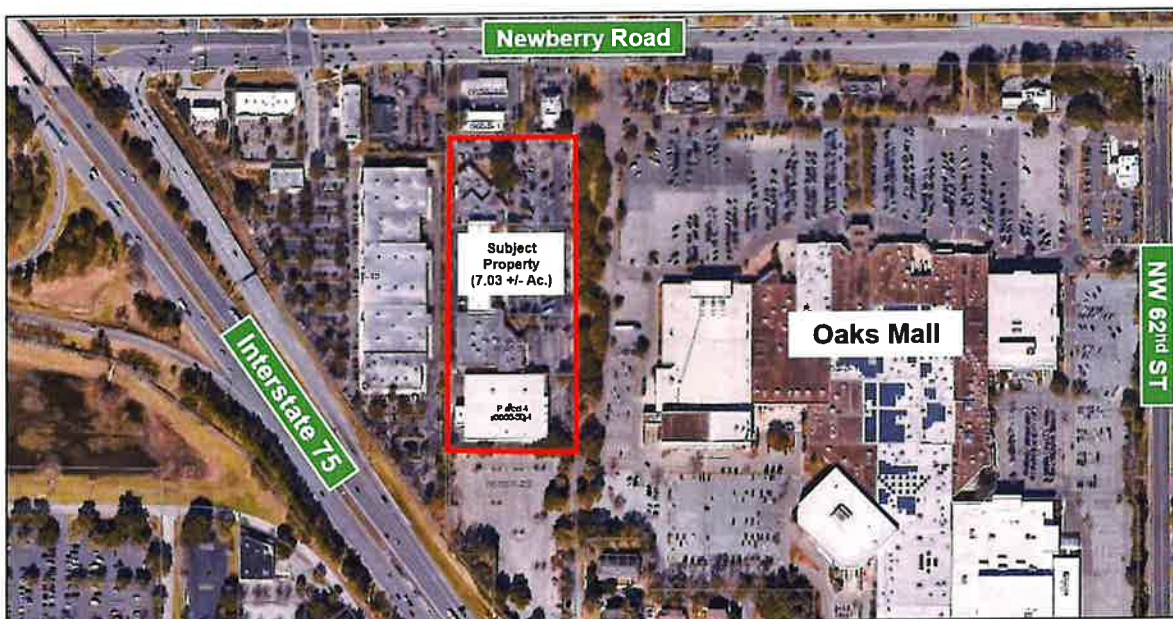 Newberry Road
Subject
Property
(7.03 +/- Ac.)
Oaks Mall
NW 62nd ST
Interstate 75